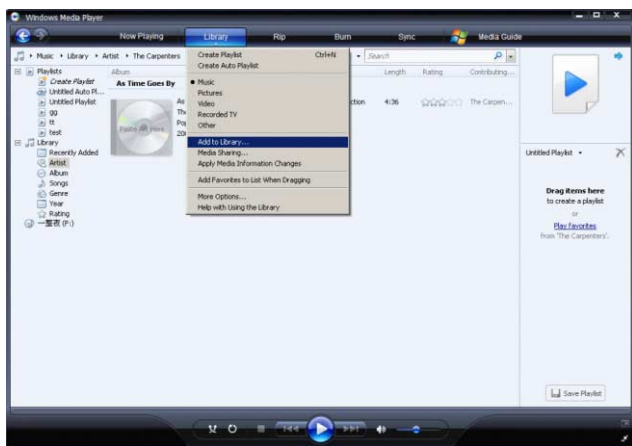 Windows Media Player
Now Playing
Library
Rip
Burn
Sync
Media Guide
Music
Library
Artist
The Carpenters
Search
Create Playlist Ctrl+N
Create Auto Playlist
Music
Pictures
Video
Recorded TV
Other
Add to Library...
Media Sharing...
Apply Media Information Changes
Add Favorites to List When Dragging
More Options...
Help with Using the Library
Playlists
Create Playlist
Untitled Auto Pl...
Untitled Playlist
gg
tt
test
Library
Recently Added
Artist
Album
Songs
Genre
Year
Rating
(F:)
Album
As Time Goes By
Paste Art Here
As
Length
Rating
Contributing...
ction
4:36
The Carpen...
Untitled Playlist
Drag items here
to create a playlist
or
Play favorites
from 'The Carpenters'.
Save Playlist